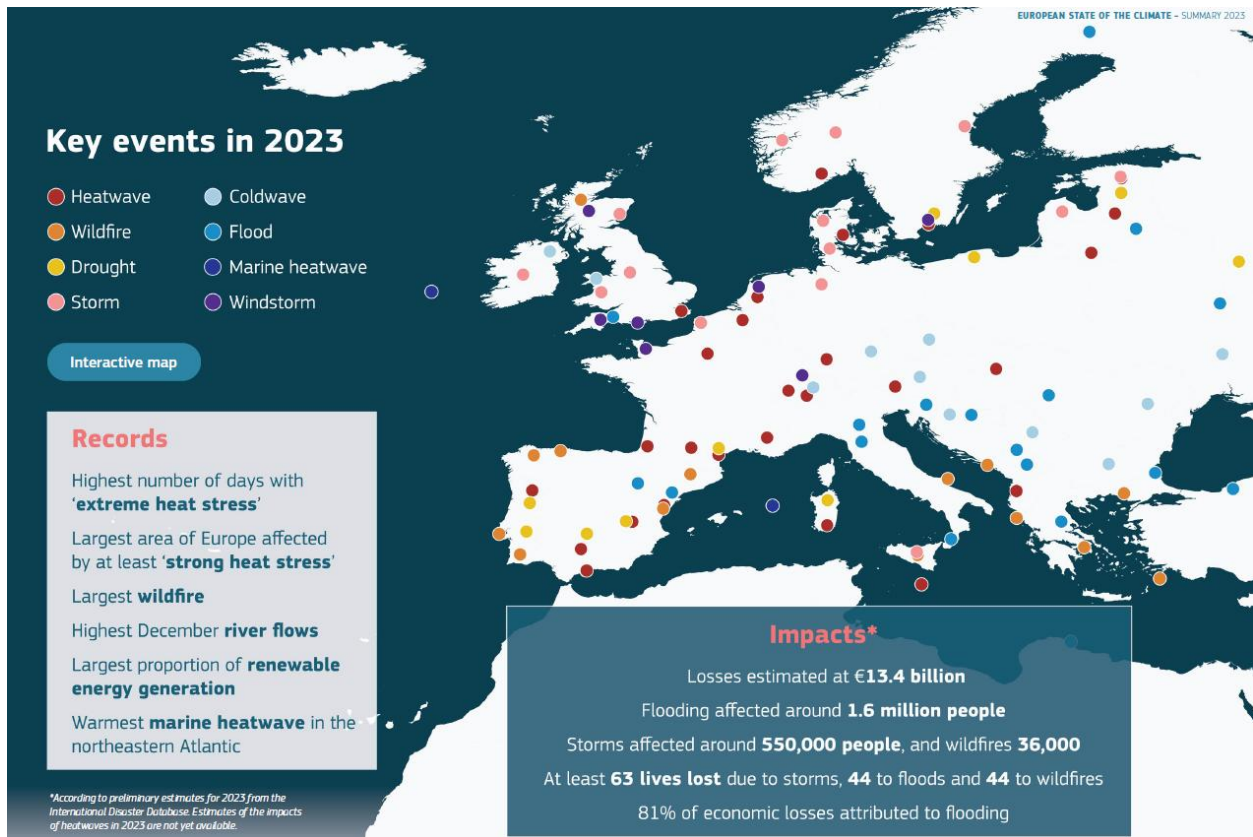 EUROPEAN STATE OF THE CLIMATE – SUMMARY 2023
Key events in 2023
Heatwave
Coldwave
Wildfire
Flood
Drought
Marine heatwave
Storm
Windstorm
Interactive map
Records
Highest number of days with
‘extreme heat stress’
Largest area of Europe affected
by at least ‘strong heat stress’
Largest wildfire
Highest December river flows
Largest proportion of renewable
energy generation
Warmest marine heatwave in the
northeastern Atlantic
*According to preliminary estimates for 2023 from the
International Disaster Database. Estimates of the impacts
of heatwaves in 2023 are not yet available.
Impacts*
Losses estimated at €13.4 billion
Flooding affected around 1.6 million people
Storms affected around 550,000 people, and wildfires 36,000
At least 63 lives lost due to storms, 44 to floods and 44 to wildfires
81% of economic losses attributed to flooding